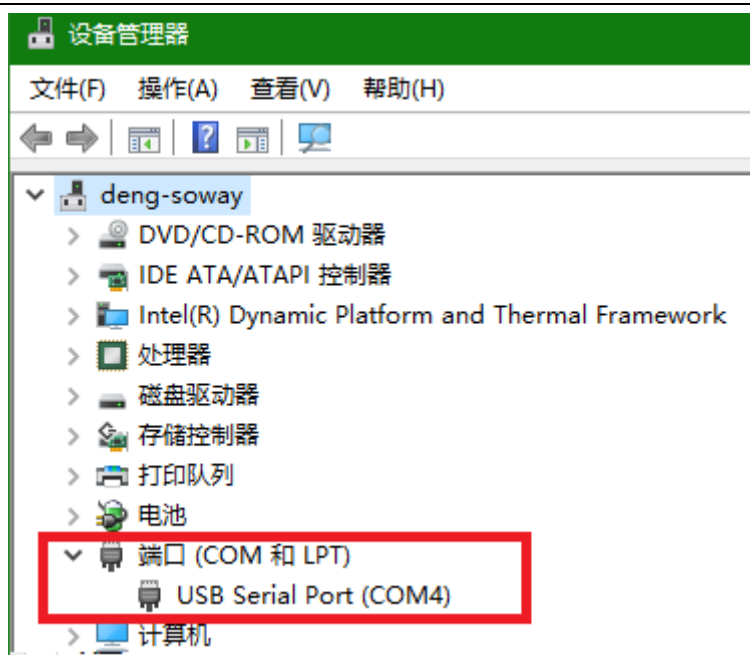 设备管理器
文件(F) 操作(A) 查看(V) 帮助(H)
deng-soway
DVD/CD-ROM 驱动器
IDE ATA/ATAPI 控制器
Intel(R) Dynamic Platform and Thermal Framework
处理器
磁盘驱动器
存储控制器
打印队列
电池
端口 (COM 和 LPT)
USB Serial Port (COM4)
计算机